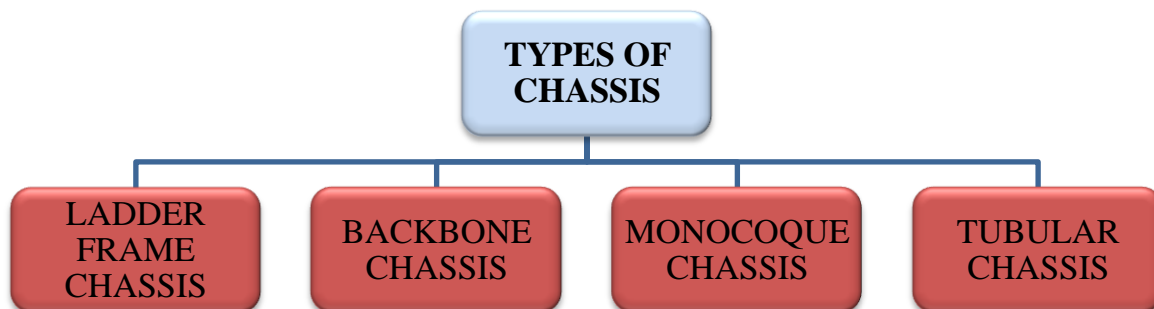 TYPES OF
CHASSIS
LADDER
FRAME
CHASSIS
BACKBONE
CHASSIS
MONOCOQUE
CHASSIS
TUBULAR
CHASSIS